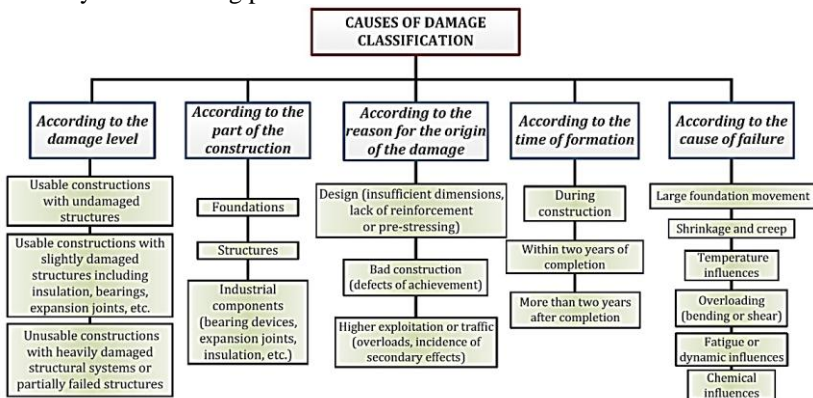 CAUSES OF DAMAGE
CLASSIFICATION
According to the
damage level
Usable constructions
with undamaged
structures
Usable constructions with
slightly damaged
structures including
insulation, bearings,
expansion joints, etc.
Unusable constructions
with heavily damaged
structural systems or
partially failed structures
According to the
part of the
construction
Foundations
Structures
Industrial
components
(bearing devices,
expansion joints,
insulation, etc.)
According to the
reason for the origin
of the damage
Design (insufficient dimensions,
lack of reinforcement
or pre-stressing)
Bad construction
(defects of achievement)
Higher exploitation or traffic
(overloads, incidence of
secondary effects)
According to the
time of formation
During
construction
Within two years of
completion
More than two years
after completion
According to the
cause of failure
Large foundation movement
Shrinkage and creep
Temperature
influences
Overloading
(bending or shear)
Fatigue or
dynamic influences
Chemical
influences